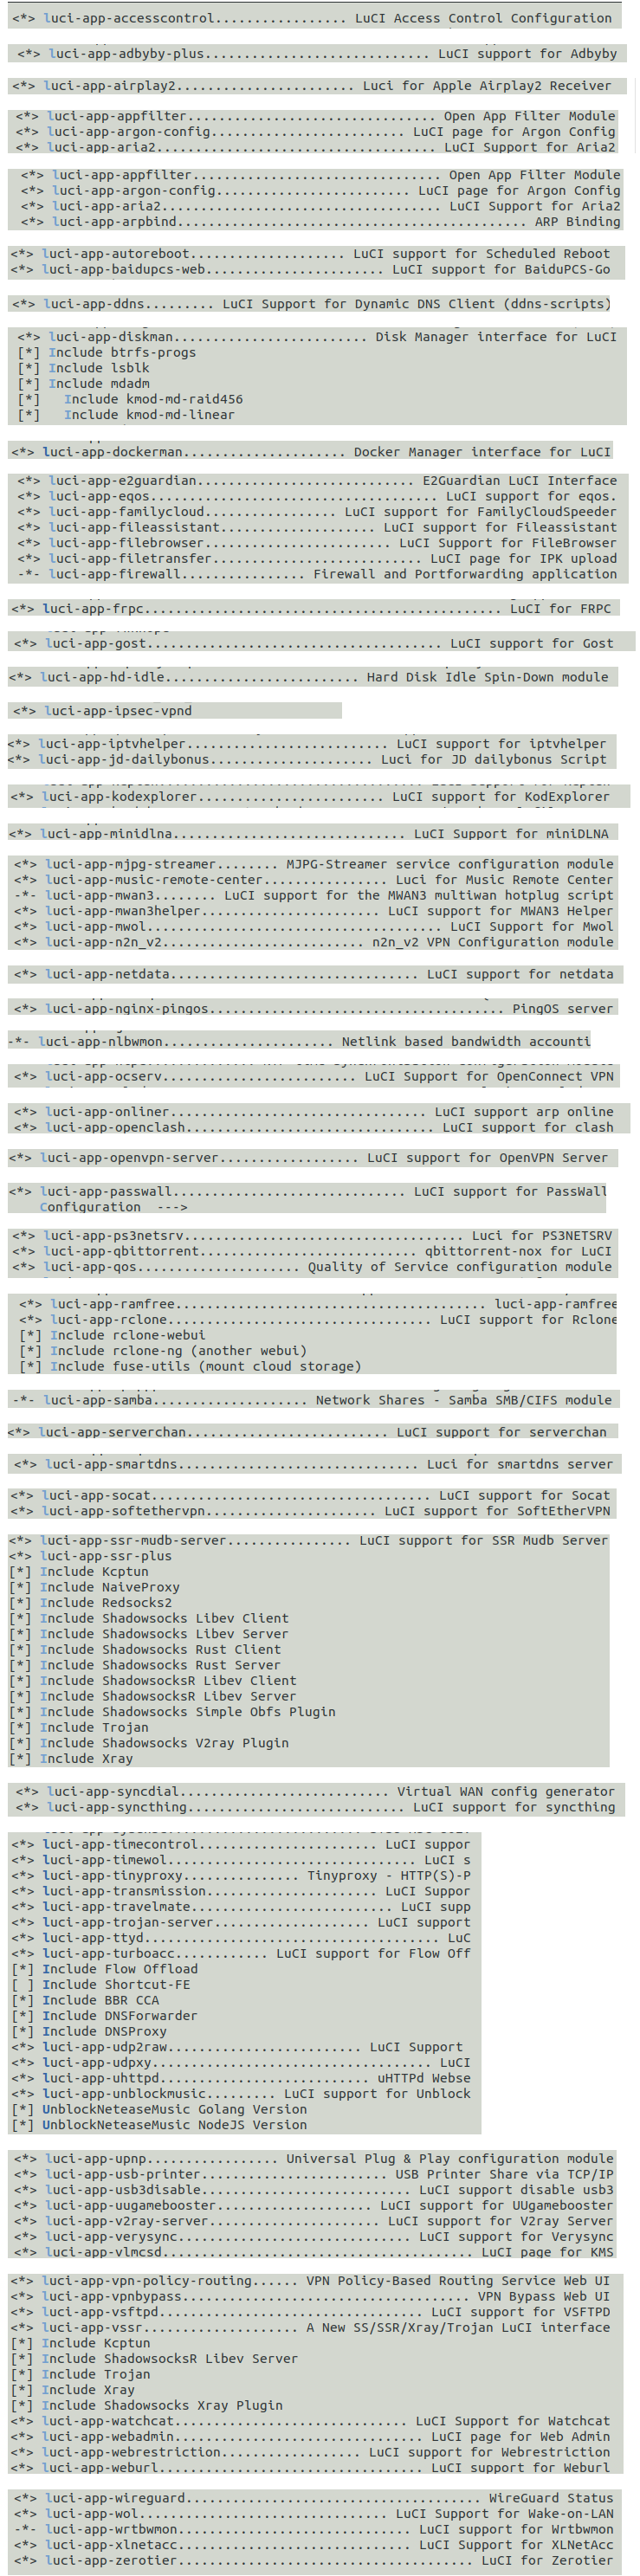 <*> luci-app-accesscontrol................. LuCI Access Control Configuration
<*> luci-app-adbyby-plus............................. LuCI support for Adbyby
<*> luci-app-airplay2....................... Luci for Apple Airplay2 Receiver
<*> luci-app-appfilter................................ Open App Filter Module
<*> luci-app-argon-config......................... LuCI page for Argon Config
<*> luci-app-aria2.................................... LuCI Support for Aria2
<*> luci-app-appfilter................................ Open App Filter Module
<*> luci-app-argon-config......................... LuCI page for Argon Config
<*> luci-app-aria2.................................... LuCI Support for Aria2
<*> luci-app-arpbind................................................. ARP Binding
<*> luci-app-autoreboot.................... LuCI support for Scheduled Reboot
<*> luci-app-baidupcs-web....................... LuCI support for BaiduPCS-Go
<*> luci-app-ddns......... LuCI Support for Dynamic DNS Client (ddns-scripts)
<*> luci-app-diskman......................... Disk Manager interface for LuCI
[*] Include btrfs-progs
[*] Include lsblk
[*] Include mdadm
[*]   Include kmod-md-raid456
[*]   Include kmod-md-linear
<*> luci-app-dockerman..................... Docker Manager interface for LuCI
<*> luci-app-e2guardian............................ E2Guardian LuCI Interface
<*> luci-app-eqos...................................... LuCI support for eqos.
<*> luci-app-familycloud................. LuCI support for FamilyCloudSpeeder
<*> luci-app-fileassistant.................... LuCI support for Fileassistant
<*> luci-app-filebrowser........................ LuCI Support for FileBrowser
<*> luci-app-filetransfer........................... LuCI page for IPK upload
-*- luci-app-firewall................ Firewall and Portforwarding application
<*> luci-app-frpc.............................................. LuCI for FRPC
<*> luci-app-gost...................................... LuCI support for Gost
<*> luci-app-hd-idle......................... Hard Disk Idle Spin-Down module
<*> luci-app-ipsec-vpnd
<*> luci-app-iptvhelper.......................... LuCI support for iptvhelper
<*> luci-app-jd-dailybonus..................... Luci for JD dailybonus Script
<*> luci-app-kodexplorer........................ LuCI support for KodExplorer
<*> luci-app-minidlna.............................. LuCI Support for miniDLNA
<*> luci-app-mjpg-streamer........ MJPG-Streamer service configuration module
<*> luci-app-music-remote-center................ Luci for Music Remote Center
-*- luci-app-mwan3........ LuCI support for the MWAN3 multiwan hotplug script
<*> luci-app-mwan3helper....................... LuCI support for MWAN3 Helper
<*> luci-app-mwol...................................... LuCI Support for Mwol
<*> luci-app-n2n_v2.......................... n2n_v2 VPN Configuration module
<*> luci-app-netdata................................ LuCI support for netdata
<*> luci-app-nginx-pingos...................................... PingOS server
-*- luci-app-nlbwmon...................... Netlink based bandwidth accounti
<*> luci-app-ocserv......................... LuCI Support for OpenConnect VPN
<*> luci-app-onliner................................. LuCI support arp online
<*> luci-app-openclash................................ LuCI support for clash
<*> luci-app-openvpn-server.................. LuCI support for OpenVPN Server
<*> luci-app-passwall.............................. LuCI support for PassWall
Configuration  --->
<*> luci-app-ps3netsrv.................................... Luci for PS3NETSRV
<*> luci-app-qbittorrent............................ qbittorrent-nox for LuCI
<*> luci-app-qos..................... Quality of Service configuration module
<*> luci-app-ramfree........................................ luci-app-ramfree
<*> luci-app-rclone.................................. LuCI support for Rclone
[*] Include rclone-webui
[*] Include rclone-ng (another webui)
[*] Include fuse-utils (mount cloud storage)
-*- luci-app-samba.................... Network Shares - Samba SMB/CIFS module
<*> luci-app-serverchan.......................... LuCI support for serverchan
<*> luci-app-smartdns............................... Luci for smartdns server
<*> luci-app-socat.................................... LuCI support for Socat
<*> luci-app-softethervpn...................... LuCI support for SoftEtherVPN
<*> luci-app-ssr-mudb-server................ LuCI support for SSR Mudb Server
<*> luci-app-ssr-plus
[*] Include Kcptun
[*] Include NaiveProxy
[*] Include Redsocks2
[*] Include Shadowsocks Libev Client
[*] Include Shadowsocks Libev Server
[*] Include Shadowsocks Rust Client
[*] Include Shadowsocks Rust Server
[*] Include ShadowsocksR Libev Client
[*] Include ShadowsocksR Libev Server
[*] Include Shadowsocks Simple Obfs Plugin
[*] Include Trojan
[*] Include Shadowsocks V2ray Plugin
[*] Include Xray
<*> luci-app-syncdial........................... Virtual WAN config generator
<*> luci-app-syncthing............................ LuCI support for syncthing
<*> luci-app-timecontrol....................... LuCI suppor
<*> luci-app-timewol................................ LuCI s
<*> luci-app-tinyproxy............... Tinyproxy - HTTP(S)-P
<*> luci-app-transmission...................... LuCI Suppor
<*> luci-app-travelmate.......................... LuCI supp
<*> luci-app-trojan-server.................... LuCI support
<*> luci-app-ttyd...................................... LuC
<*> luci-app-turboacc............ LuCI support for Flow Off
[*] Include Flow Offload
[ ] Include Shortcut-FE
[*] Include BBR CCA
[*] Include DNSForwarder
[*] Include DNSProxy
<*> luci-app-udp2raw......................... LuCI Support
<*> luci-app-udpxy.................................... LuCI
<*> luci-app-uhttpd........................... uHTTPd Webse
<*> luci-app-unblockmusic......... LuCI support for Unblock
[*] UnblockNeteaseMusic Golang Version
[*] UnblockNeteaseMusic NodeJS Version
<*> luci-app-upnp................. Universal Plug & Play configuration module
<*> luci-app-usb-printer........................ USB Printer Share via TCP/IP
<*> luci-app-usb3disable........................... LuCI support disable usb3
<*> luci-app-uugamebooster.................... LuCI support for UUgamebooster
<*> luci-app-v2ray-server...................... LuCI support for V2ray Server
<*> luci-app-verysync.............................. LuCI support for Verysync
<*> luci-app-vlmcsd........................................ LuCI page for KMS
<*> luci-app-vpn-policy-routing...... VPN Policy-Based Routing Service Web UI
<*> luci-app-vpnbypass..................................... VPN Bypass Web UI
<*> luci-app-vsftpd.................................. LuCI support for VSFTPD
<*> luci-app-vssr.................... A New SS/SSR/Xray/Trojan LuCI interface
[*] Include Kcptun
[*] Include ShadowsocksR Libev Server
[*] Include Trojan
[*] Include Xray
[*] Include Shadowsocks Xray Plugin
<*> luci-app-watchcat.............................. LuCI Support for Watchcat
<*> luci-app-webadmin................................ LuCI page for Web Admin
<*> luci-app-webrestriction.................. LuCI support for Webrestriction
<*> luci-app-weburl.................................. LuCI support for Weburl
<*> luci-app-wireguard...................................... WireGuard Status
<*> luci-app-wol................................ LuCI Support for Wake-on-LAN
-*- luci-app-wrtbwmon.............................. LuCI support for Wrtbwmon
<*> luci-app-xlnetacc.............................. LuCI Support for XLNetAcc
<*> luci-app-zerotier...................................... LuCI for Zerotier